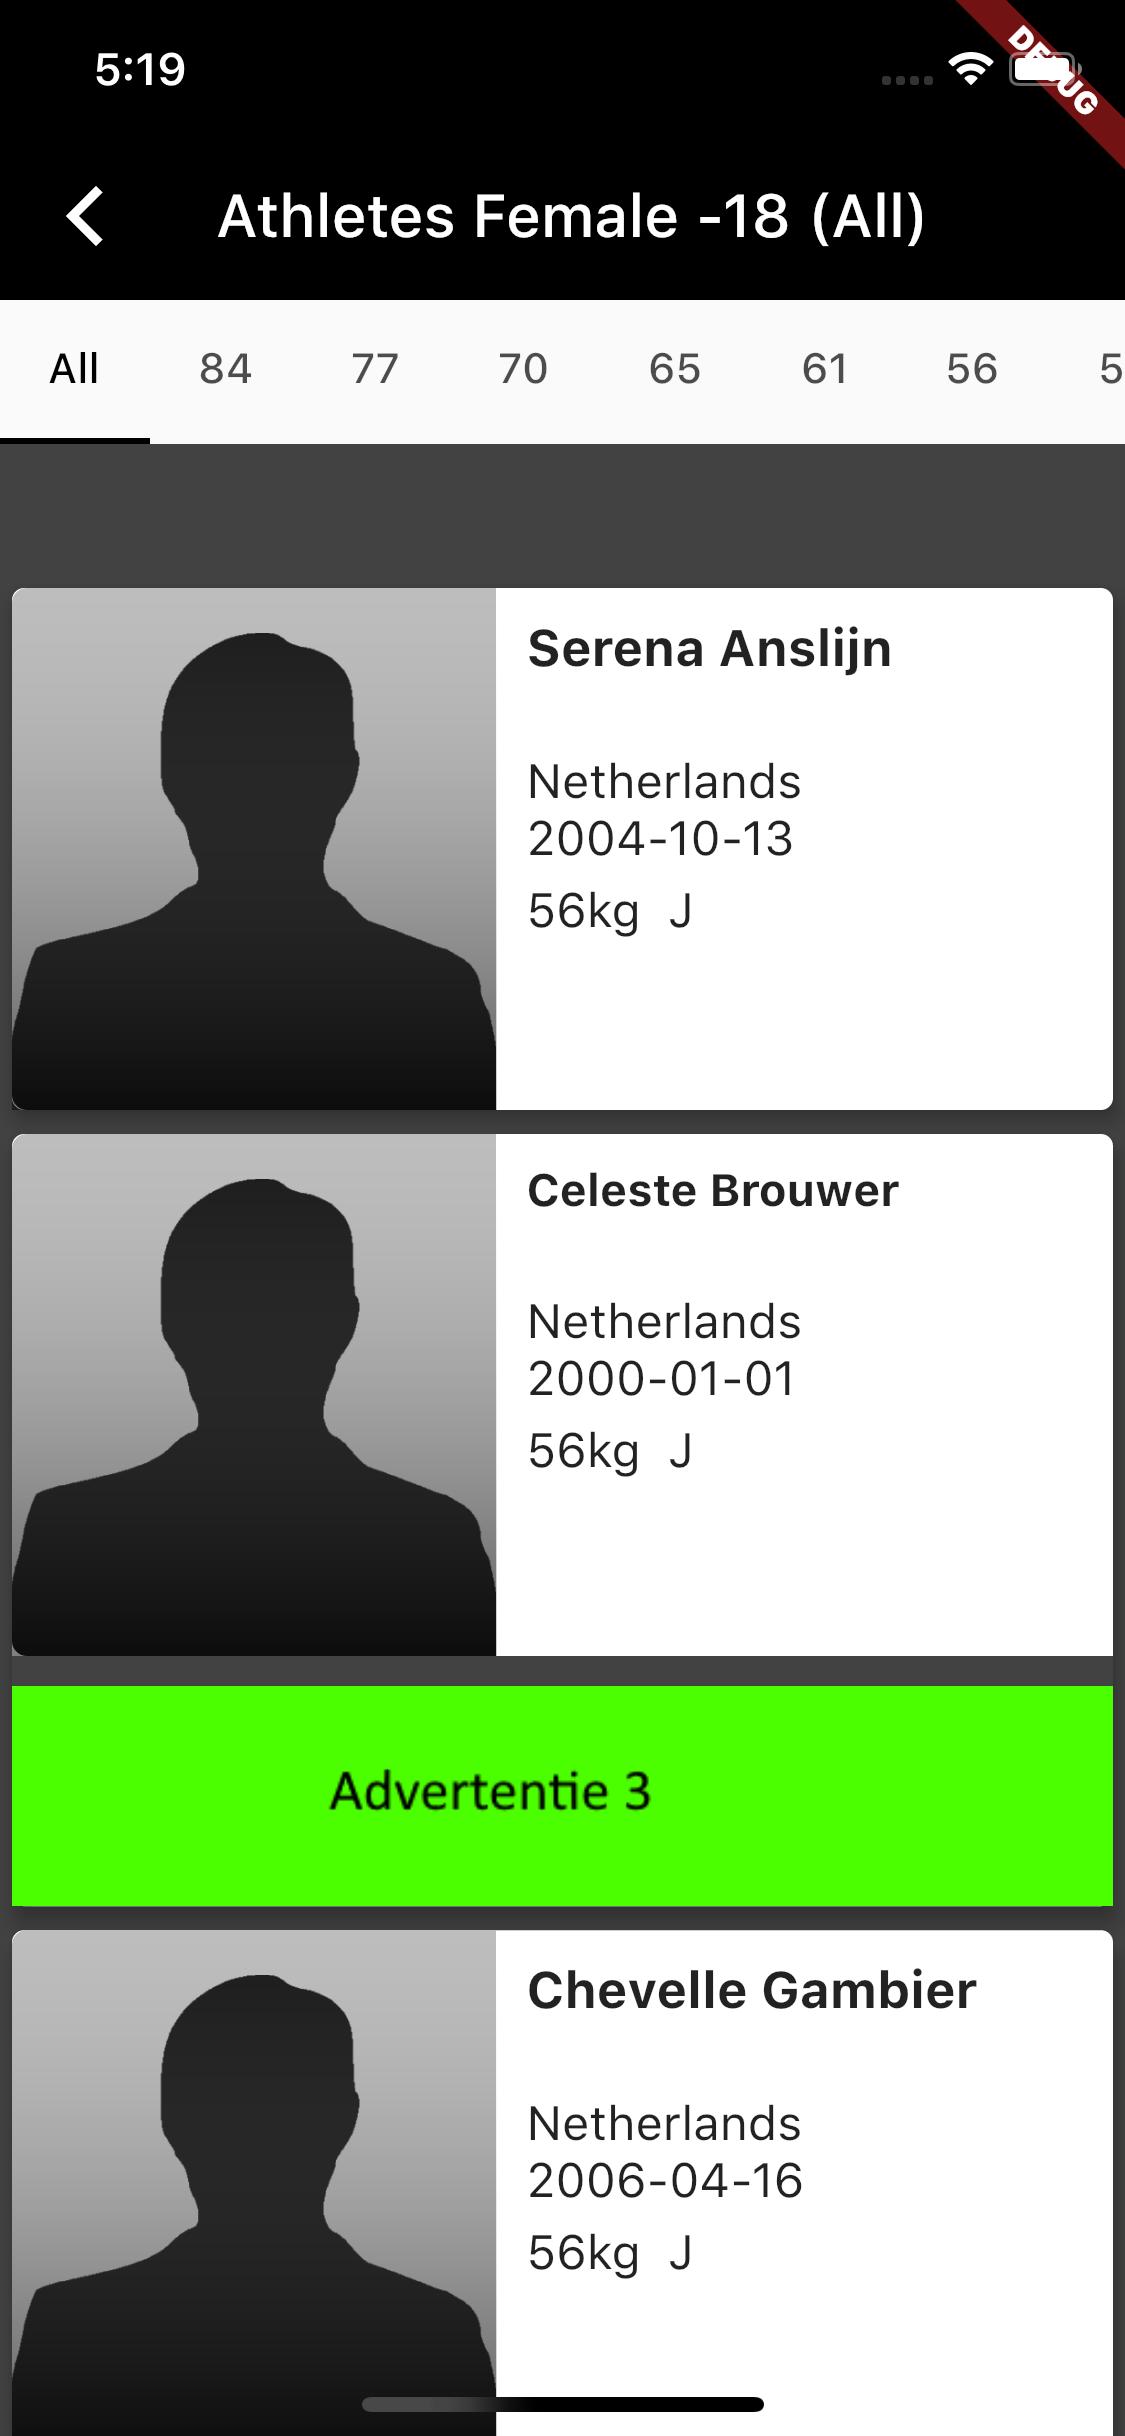 5:19
DEBUG
Athletes Female -18 (All)
All 84 77 70 65 61 56 5
Serena Anslijn
Netherlands
2004-10-13
56kg J
Celeste Brouwer
Netherlands
2000-01-01
56kg J
Advertentie 3
Chevelle Gambier
Netherlands
2006-04-16
56kg J